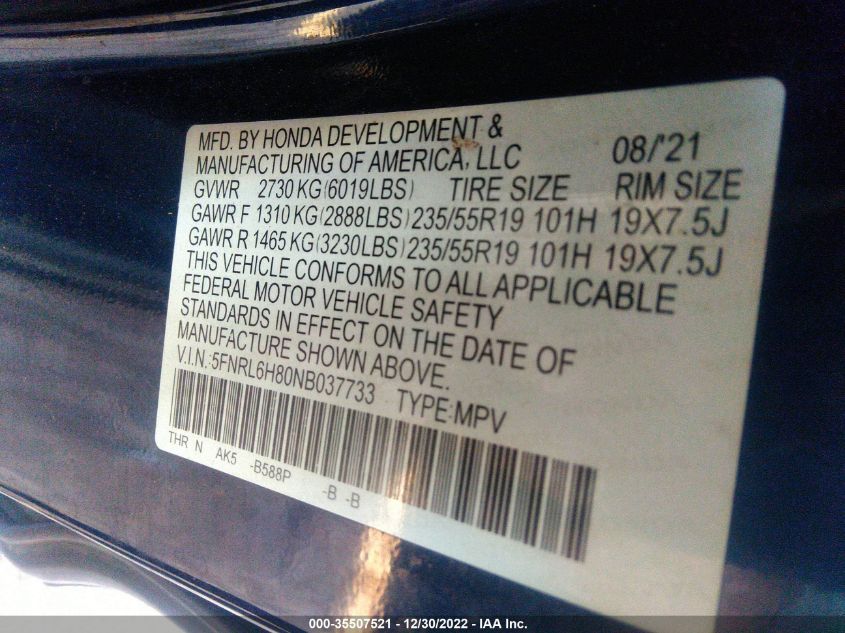 MFD. BY HONDA DEVELOPMENT &
MANUFACTURING OF AMERICA, LLC 08/'21
GVWR 2730 KG (6019LBS) TIRE SIZE RIM SIZE
GAWR F 1310 KG (2888LBS) 235/55R19 101H 19X7.5J
GAWR R 1465 KG (3230LBS) 235/55R19 101H 19X7.5J
THIS VEHICLE CONFORMS TO ALL APPLICABLE
FEDERAL MOTOR VEHICLE SAFETY
STANDARDS IN EFFECT ON THE DATE OF
MANUFACTURE SHOWN ABOVE.
V.I.N.:5FNRL6H80NB037733 TYPE:MPV
THR N AK5 -B588P -B -B
000-35507521 - 12/30/2022 - IAA Inc.